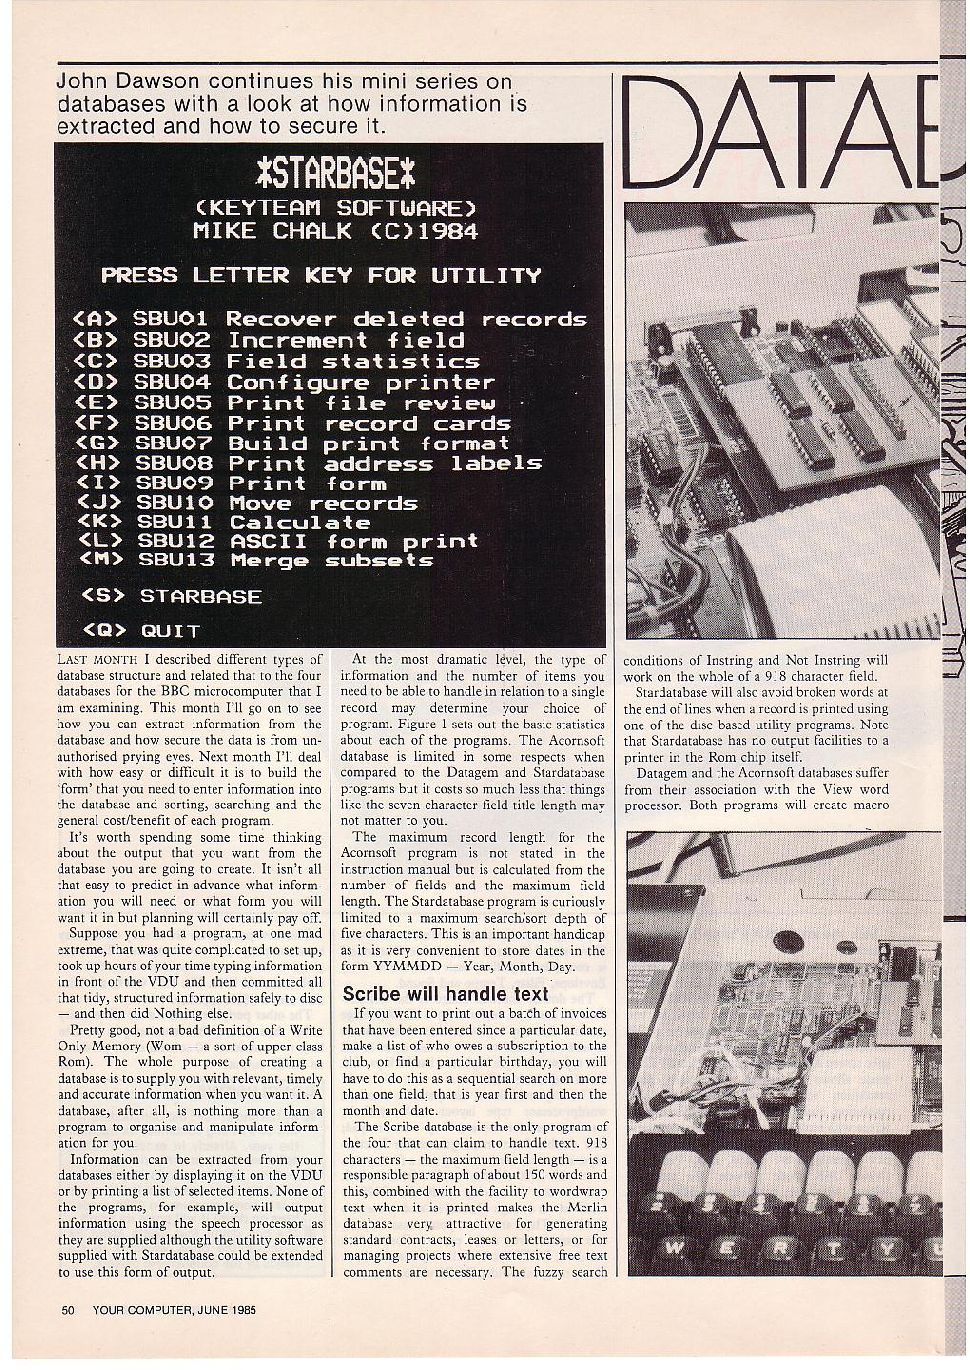 John Dawson continues his mini series on
databases with a look at how information is
extracted and how to secure it.
DATAB
*STARBASE*
(KEYTEAM SOFTWARE)
MIKE CHALK (C)1984
PRESS LETTER KEY FOR UTILITY
<A> SBU01 Recover deleted records
<B> SBU02 Increment field
<C> SBU03 Field statistics
<D> SBU04 Configure printer
<E> SBU05 Print file review
<F> SBU06 Print record cards
<G> SBU07 Build print format
<H> SBU08 Print address labels
<I> SBU09 Print form
<J> SBU10 Move records
<K> SBU11 Calculate
<L> SBU12 ASCII form print
<M> SBU13 Merge subsets
<S> STARBASE
<Q> QUIT
LAST MONTH I described different types of
database structure and related that to the four
databases for the BBC microcomputer that I
am examining. This month I'll go on to see
how you can extract information from the
database and how secure the data is from un-
authorised prying eyes. Next month I'll deal
with how easy or difficult it is to build the
'form' that you need to enter information into
the database and sorting, searching and the
general cost/benefit of each program.
It's worth spending some time thinking
about the output that you want from the
database you are going to create. It isn't all
that easy to predict in advance what inform-
ation you will need or what form you will
want it in but planning will certainly pay off.
Suppose you had a program, at one mad
extreme, that was quite complicated to set up,
took up hours of your time typing information
in front of the VDU and then committed all
that tidy, structured information safely to disc
— and then did Nothing else.
Pretty good, not a bad definition of a Write
Only Memory (Wom — a sort of upper class
Rom). The whole purpose of creating a
database is to supply you with relevant, timely
and accurate information when you want it. A
database, after all, is nothing more than a
program to organise and manipulate inform-
ation for you.
Information can be extracted from your
databases either by displaying it on the VDU
or by printing a list of selected items. None of
the programs, for example, will output
information using the speech processor as
they are supplied although the utility software
supplied with Stardatabase could be extended
to use this form of output.
At the most dramatic level, the type of
information and the number of items you
need to be able to handle in relation to a single
record may determine your choice of
program. Figure 1 sets out the basic statistics
about each of the programs. The Acornsoft
database is limited in some respects when
compared to the Datagem and Stardatabase
programs but it costs so much less that things
like the seven character field title length may
not matter to you.
The maximum record length for the
Acornsoft program is not stated in the
instruction manual but is calculated from the
number of fields and the maximum field
length. The Stardatabase program is curiously
limited to a maximum search/sort depth of
five characters. This is an important handicap
as it is very convenient to store dates in the
form YYMMDD — Year, Month, Day.
Scribe will handle text
If you want to print out a batch of invoices
that have been entered since a particular date,
make a list of who owes a subscription to the
club, or find a particular birthday, you will
have to do this as a sequential search on more
than one field, that is year first and then the
month and date.
The Scribe database is the only program of
the four that can claim to handle text. 918
characters — the maximum field length — is a
responsible paragraph of about 150 words and
this, combined with the facility to wordwrap
text when it is printed makes the Merlin
database very attractive for generating
standard contracts, leases or letters, or for
managing projects where extensive free text
comments are necessary. The fuzzy search
conditions of Instring and Not Instring will
work on the whole of a 918 character field.
Stardatabase will also avoid broken words at
the end of lines when a record is printed using
one of the disc based utility programs. Note
that Stardatabase has no output facilities to a
printer in the Rom chip itself.
Datagem and the Acornsoft databases suffer
from their association with the View word
processor. Both programs will create macro
W E R T Y U
50 YOUR COMPUTER, JUNE 1985